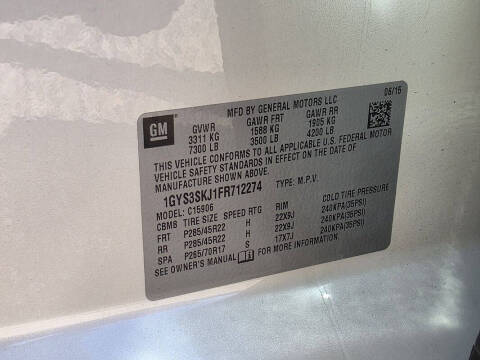 MFD BY GENERAL MOTORS LLC 06/15
GM GVWR GAWR FRT GAWR RR
3311 KG 1588 KG 1905 KG
7300 LB 3500 LB 4200 LB
THIS VEHICLE CONFORMS TO ALL APPLICABLE U.S. FEDERAL MOTOR
VEHICLE SAFETY STANDARDS IN EFFECT ON THE DATE OF
MANUFACTURE SHOWN ABOVE.
1GYS3SKJ1FR712274 TYPE: M.P.V.
MODEL: C15906
CBMB TIRE SIZE SPEED RTG RIM COLD TIRE PRESSURE
FRT P285/45R22 H 22X9J 240KPA(35PSI)
RR P285/45R22 H 22X9J 240KPA(35PSI)
SPA P265/70R17 S 17X7J 240KPA(35PSI)
SEE OWNER'S MANUAL FOR MORE INFORMATION.